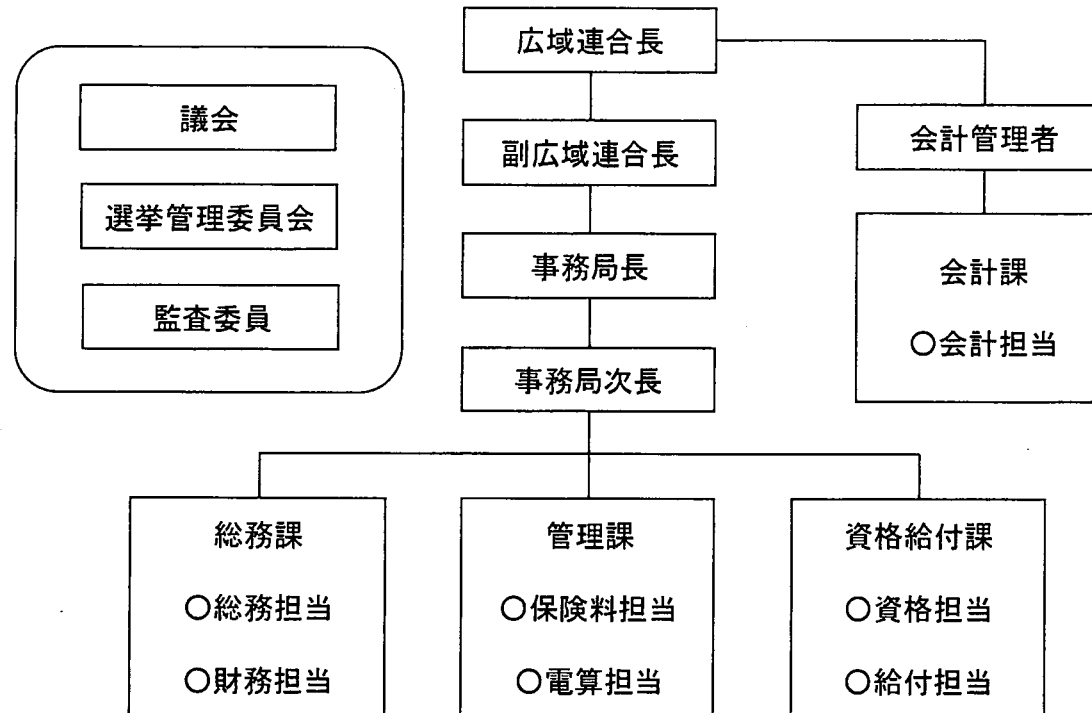 広域連合長
議会
選挙管理委員会
監査委員
副広域連合長
事務局長
事務局次長
会計管理者
会計課
○会計担当
総務課
○総務担当
○財務担当
管理課
○保険料担当
○電算担当
資格給付課
○資格担当
○給付担当